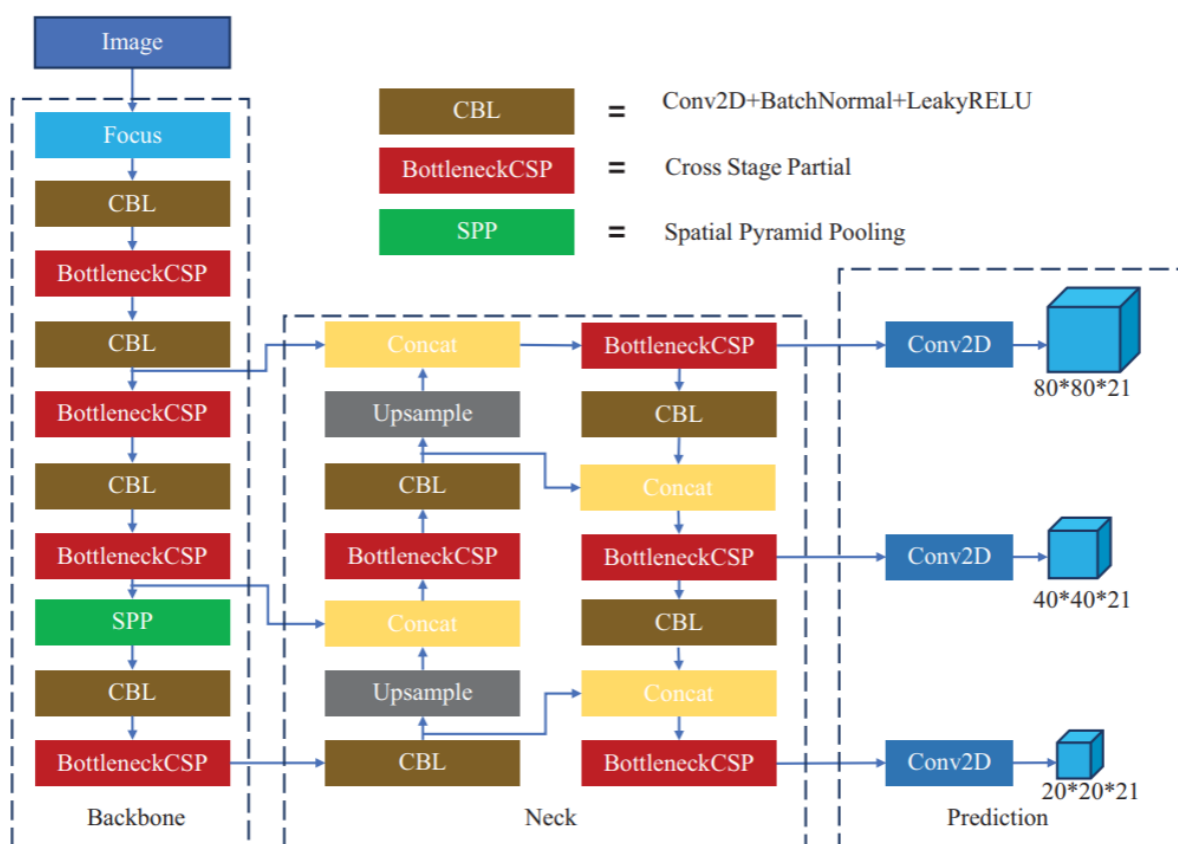 Image
Focus
CBL
BottleneckCSP
CBL
BottleneckCSP
CBL
BottleneckCSP
SPP
CBL
BottleneckCSP
Backbone
CBL = Conv2D+BatchNormal+LeakyRELU
BottleneckCSP = Cross Stage Partial
SPP = Spatial Pyramid Pooling
Concat
Upsample
CBL
BottleneckCSP
Concat
Upsample
CBL
BottleneckCSP
CBL
Concat
BottleneckCSP
CBL
Concat
BottleneckCSP
Neck
Conv2D
80*80*21
Conv2D
40*40*21
Conv2D
20*20*21
Prediction